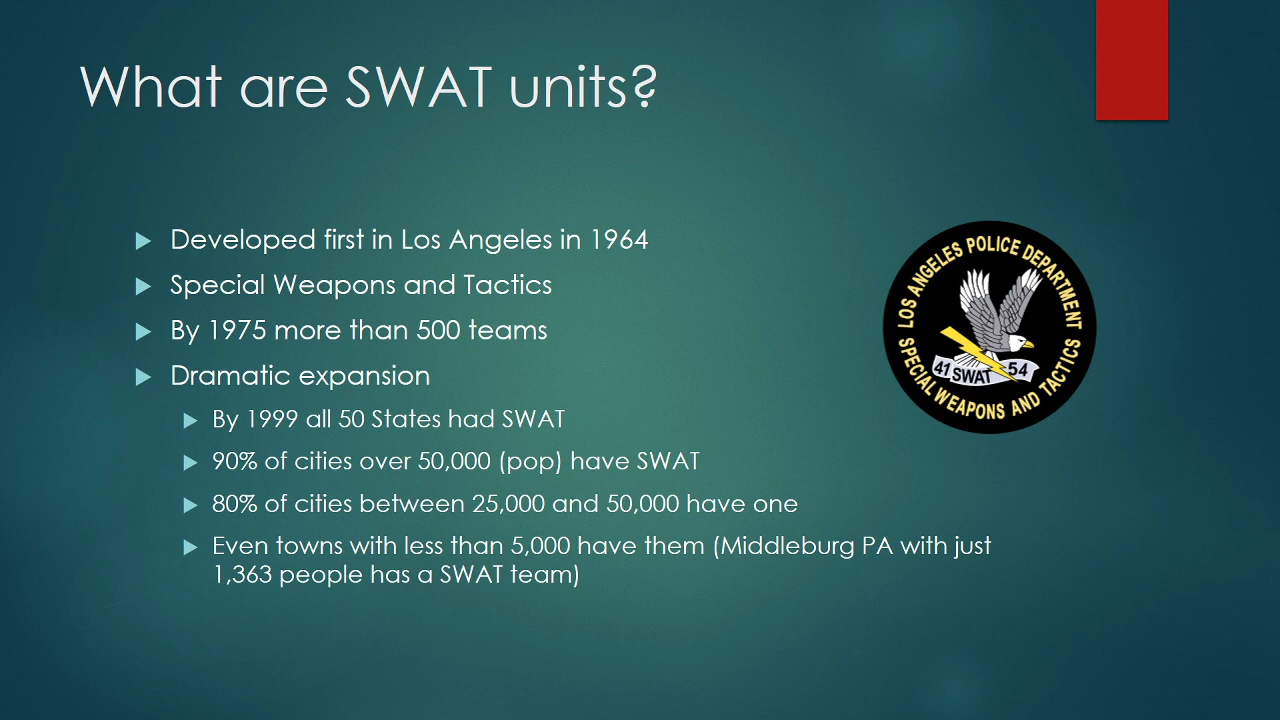 What are SWAT units?
Developed first in Los Angeles in 1964
Special Weapons and Tactics
By 1975 more than 500 teams
Dramatic expansion
By 1999 all 50 States had SWAT
90% of cities over 50,000 (pop) have SWAT
80% of cities between 25,000 and 50,000 have one
Even towns with less than 5,000 have them (Middleburg PA with just
1,363 people has a SWAT team)
LOS ANGELES POLICE DEPARTMENT
41 SWAT 54
SPECIAL WEAPONS AND TACTICS